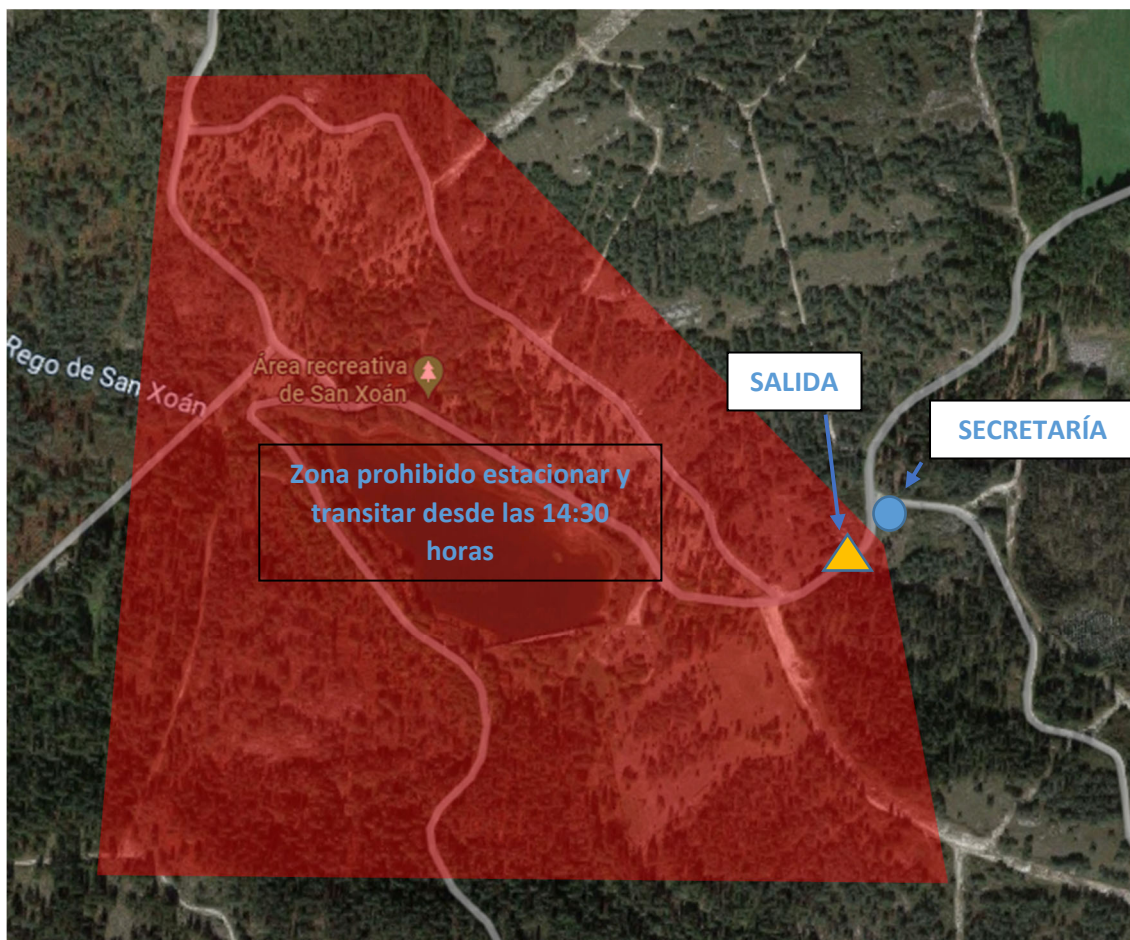 Rego de San Xoán
Área recreativa
de San Xoán
SALIDA
SECRETARÍA
Zona prohibido estacionar y
transitar desde las 14:30
horas